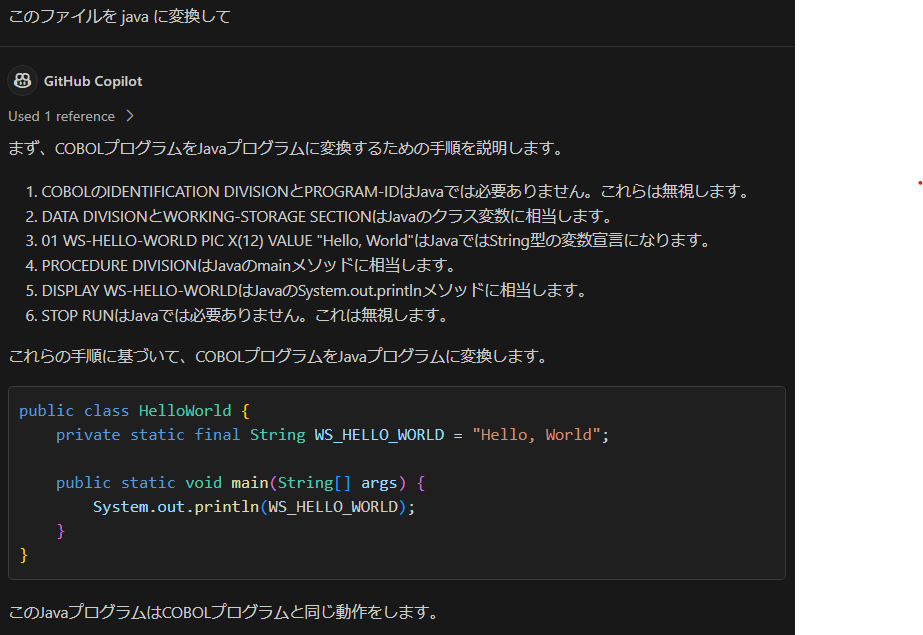 このファイルを java に変換して
GitHub Copilot
Used 1 reference
まず、COBOLプログラムをJavaプログラムに変換するための手順を説明します。
1. COBOLのIDENTIFICATION DIVISIONとPROGRAM-IDはJavaでは必要ありません。これらは無視します。
2. DATA DIVISIONとWORKING-STORAGE SECTIONはJavaのクラス変数に相当します。
3. 01 WS-HELLO-WORLD PIC X(12) VALUE "Hello, World"はJavaではString型の変数宣言になります。
4. PROCEDURE DIVISIONはJavaのmainメソッドに相当します。
5. DISPLAY WS-HELLO-WORLDはJavaのSystem.out.printlnメソッドに相当します。
6. STOP RUNはJavaでは必要ありません。これは無視します。
これらの手順に基づいて、COBOLプログラムをJavaプログラムに変換します。
public class HelloWorld {
    private static final String WS_HELLO_WORLD = "Hello, World";
    public static void main(String[] args) {
        System.out.println(WS_HELLO_WORLD);
    }
}
このJavaプログラムはCOBOLプログラムと同じ動作をします。